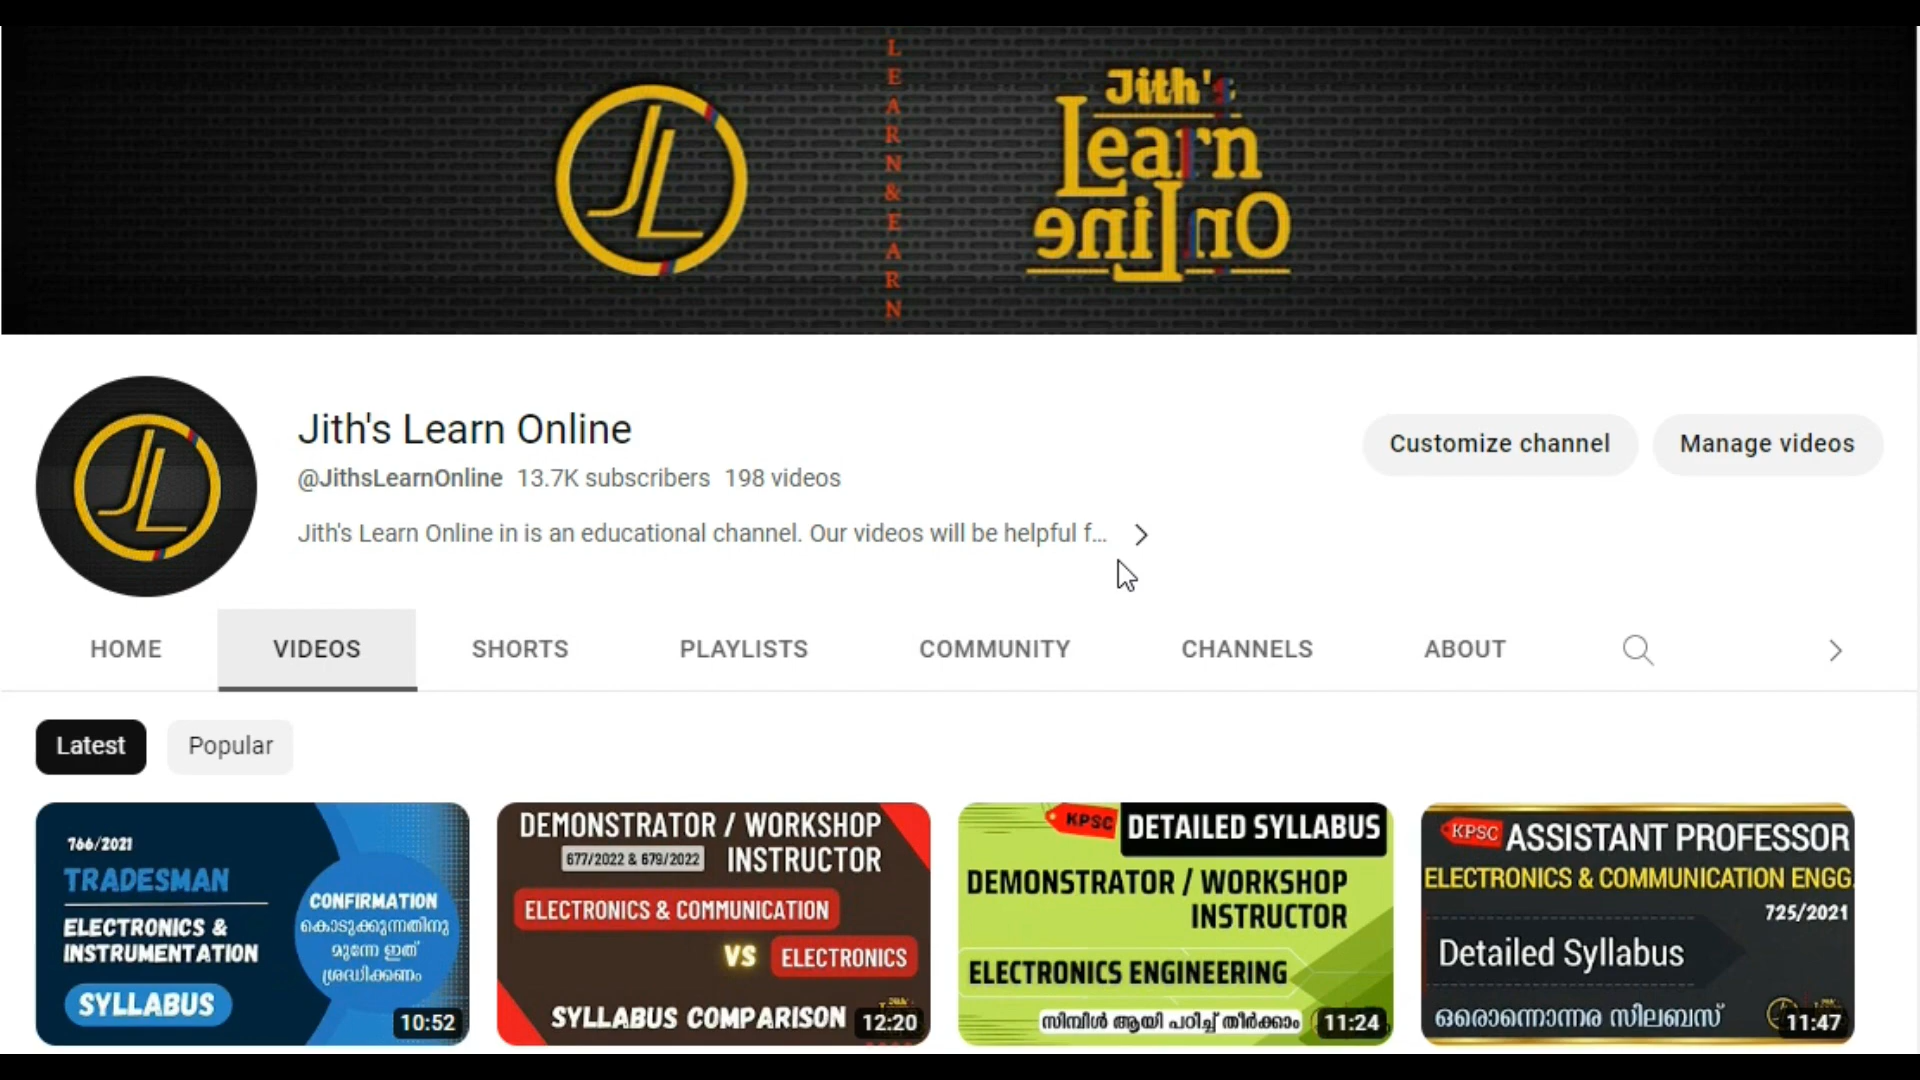 LEARN&EARN
JL
Jith's
Learn
OnLine
JL
Jith's Learn Online
@JithsLearnOnline 13.7K subscribers 198 videos
Jith's Learn Online in is an educational channel. Our videos will be helpful f...
Customize channel
Manage videos
HOME
VIDEOS
SHORTS
PLAYLISTS
COMMUNITY
CHANNELS
ABOUT
Latest
Popular
766/2021
TRADESMAN
ELECTRONICS &
INSTRUMENTATION
SYLLABUS
CONFIRMATION
കൊടുക്കുന്നതിനു
മുന്നേ ഇത്
ശ്രദ്ധിക്കണം
10:52
DEMONSTRATOR / WORKSHOP
677/2022 & 679/2022 INSTRUCTOR
ELECTRONICS & COMMUNICATION
VS ELECTRONICS
SYLLABUS COMPARISON
12:20
KPSC DETAILED SYLLABUS
DEMONSTRATOR / WORKSHOP
INSTRUCTOR
ELECTRONICS ENGINEERING
സിമ്പിൾ ആയി പഠിച്ച് തീർക്കാം
11:24
KPSC ASSISTANT PROFESSOR
ELECTRONICS & COMMUNICATION ENGG.
725/2021
Detailed Syllabus
ഒരൊന്നൊന്നര സിലബസ്
11:47